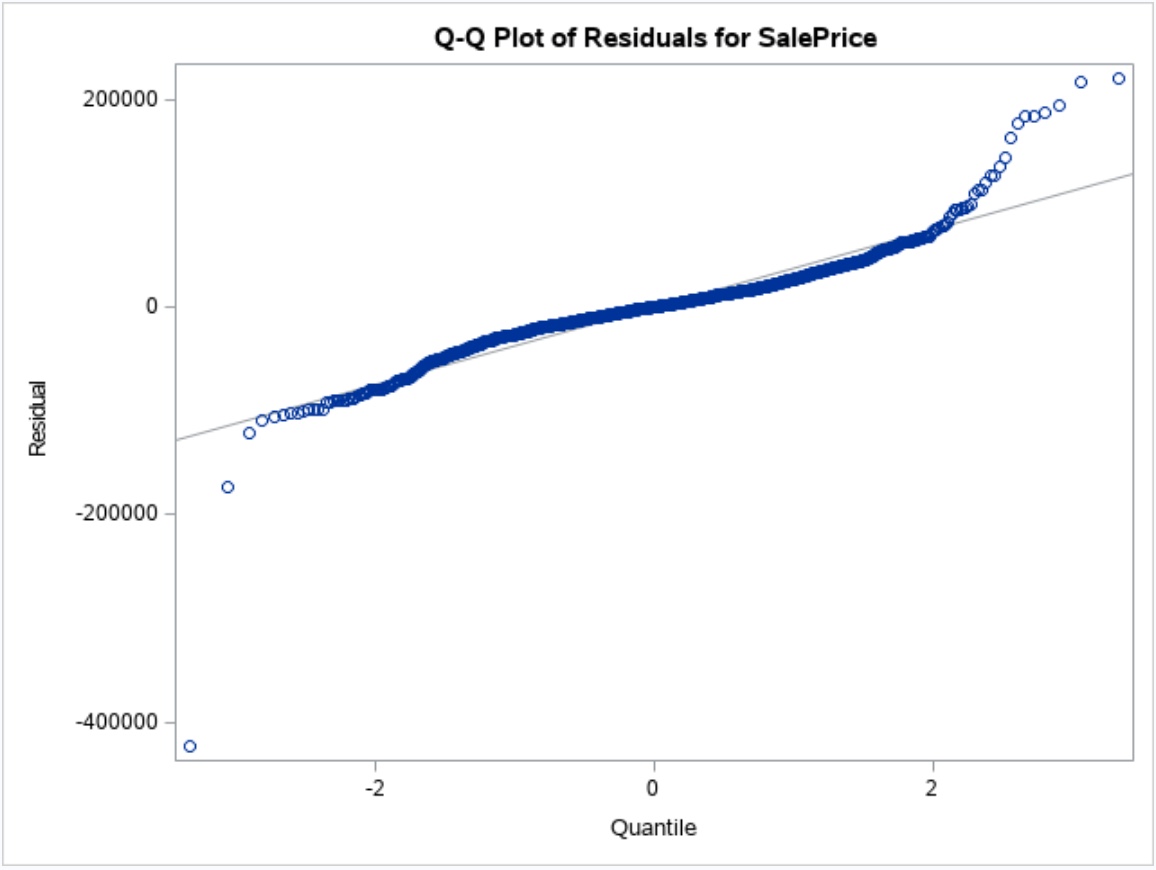 Q-Q Plot of Residuals for SalePrice
200000
0
-200000
-400000
Residual
-2
0
2
Quantile